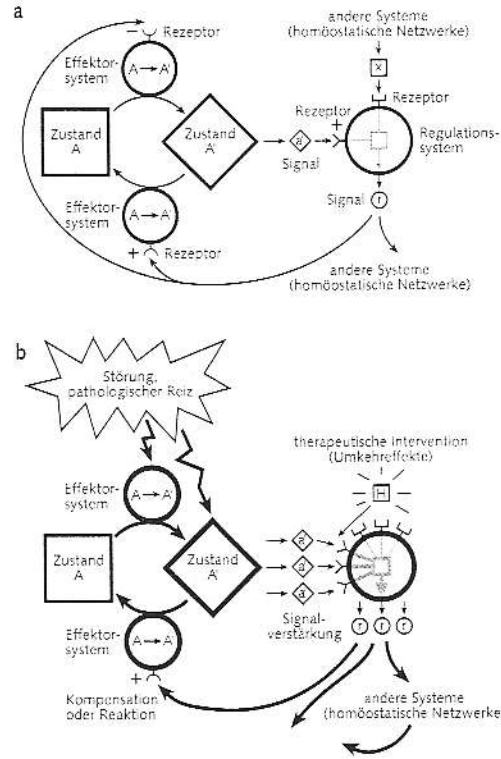 a
andere Systeme
(homöostatische Netzwerke)
– Rezeptor
x
Effektor-
system
A → A'
Rezeptor
Rezeptor
+
Zustand
A
Zustand
A'
a'
Signal
Regulations-
system
Effektor-
system
A → A'
Signal
r
+ Rezeptor
andere Systeme
(homöostatische Netzwerke)
b
Störung,
pathologischer Reiz
therapeutische Intervention
(Umkehreffekte)
H
Effektor-
system
A → A'
Zustand
A
Zustand
A'
a'
a'
a'
Signal-
verstärkung
r r r
Effektor-
system
A → A'
+
Kompensation
oder Reaktion
andere Systeme
(homöostatische Netzwerke